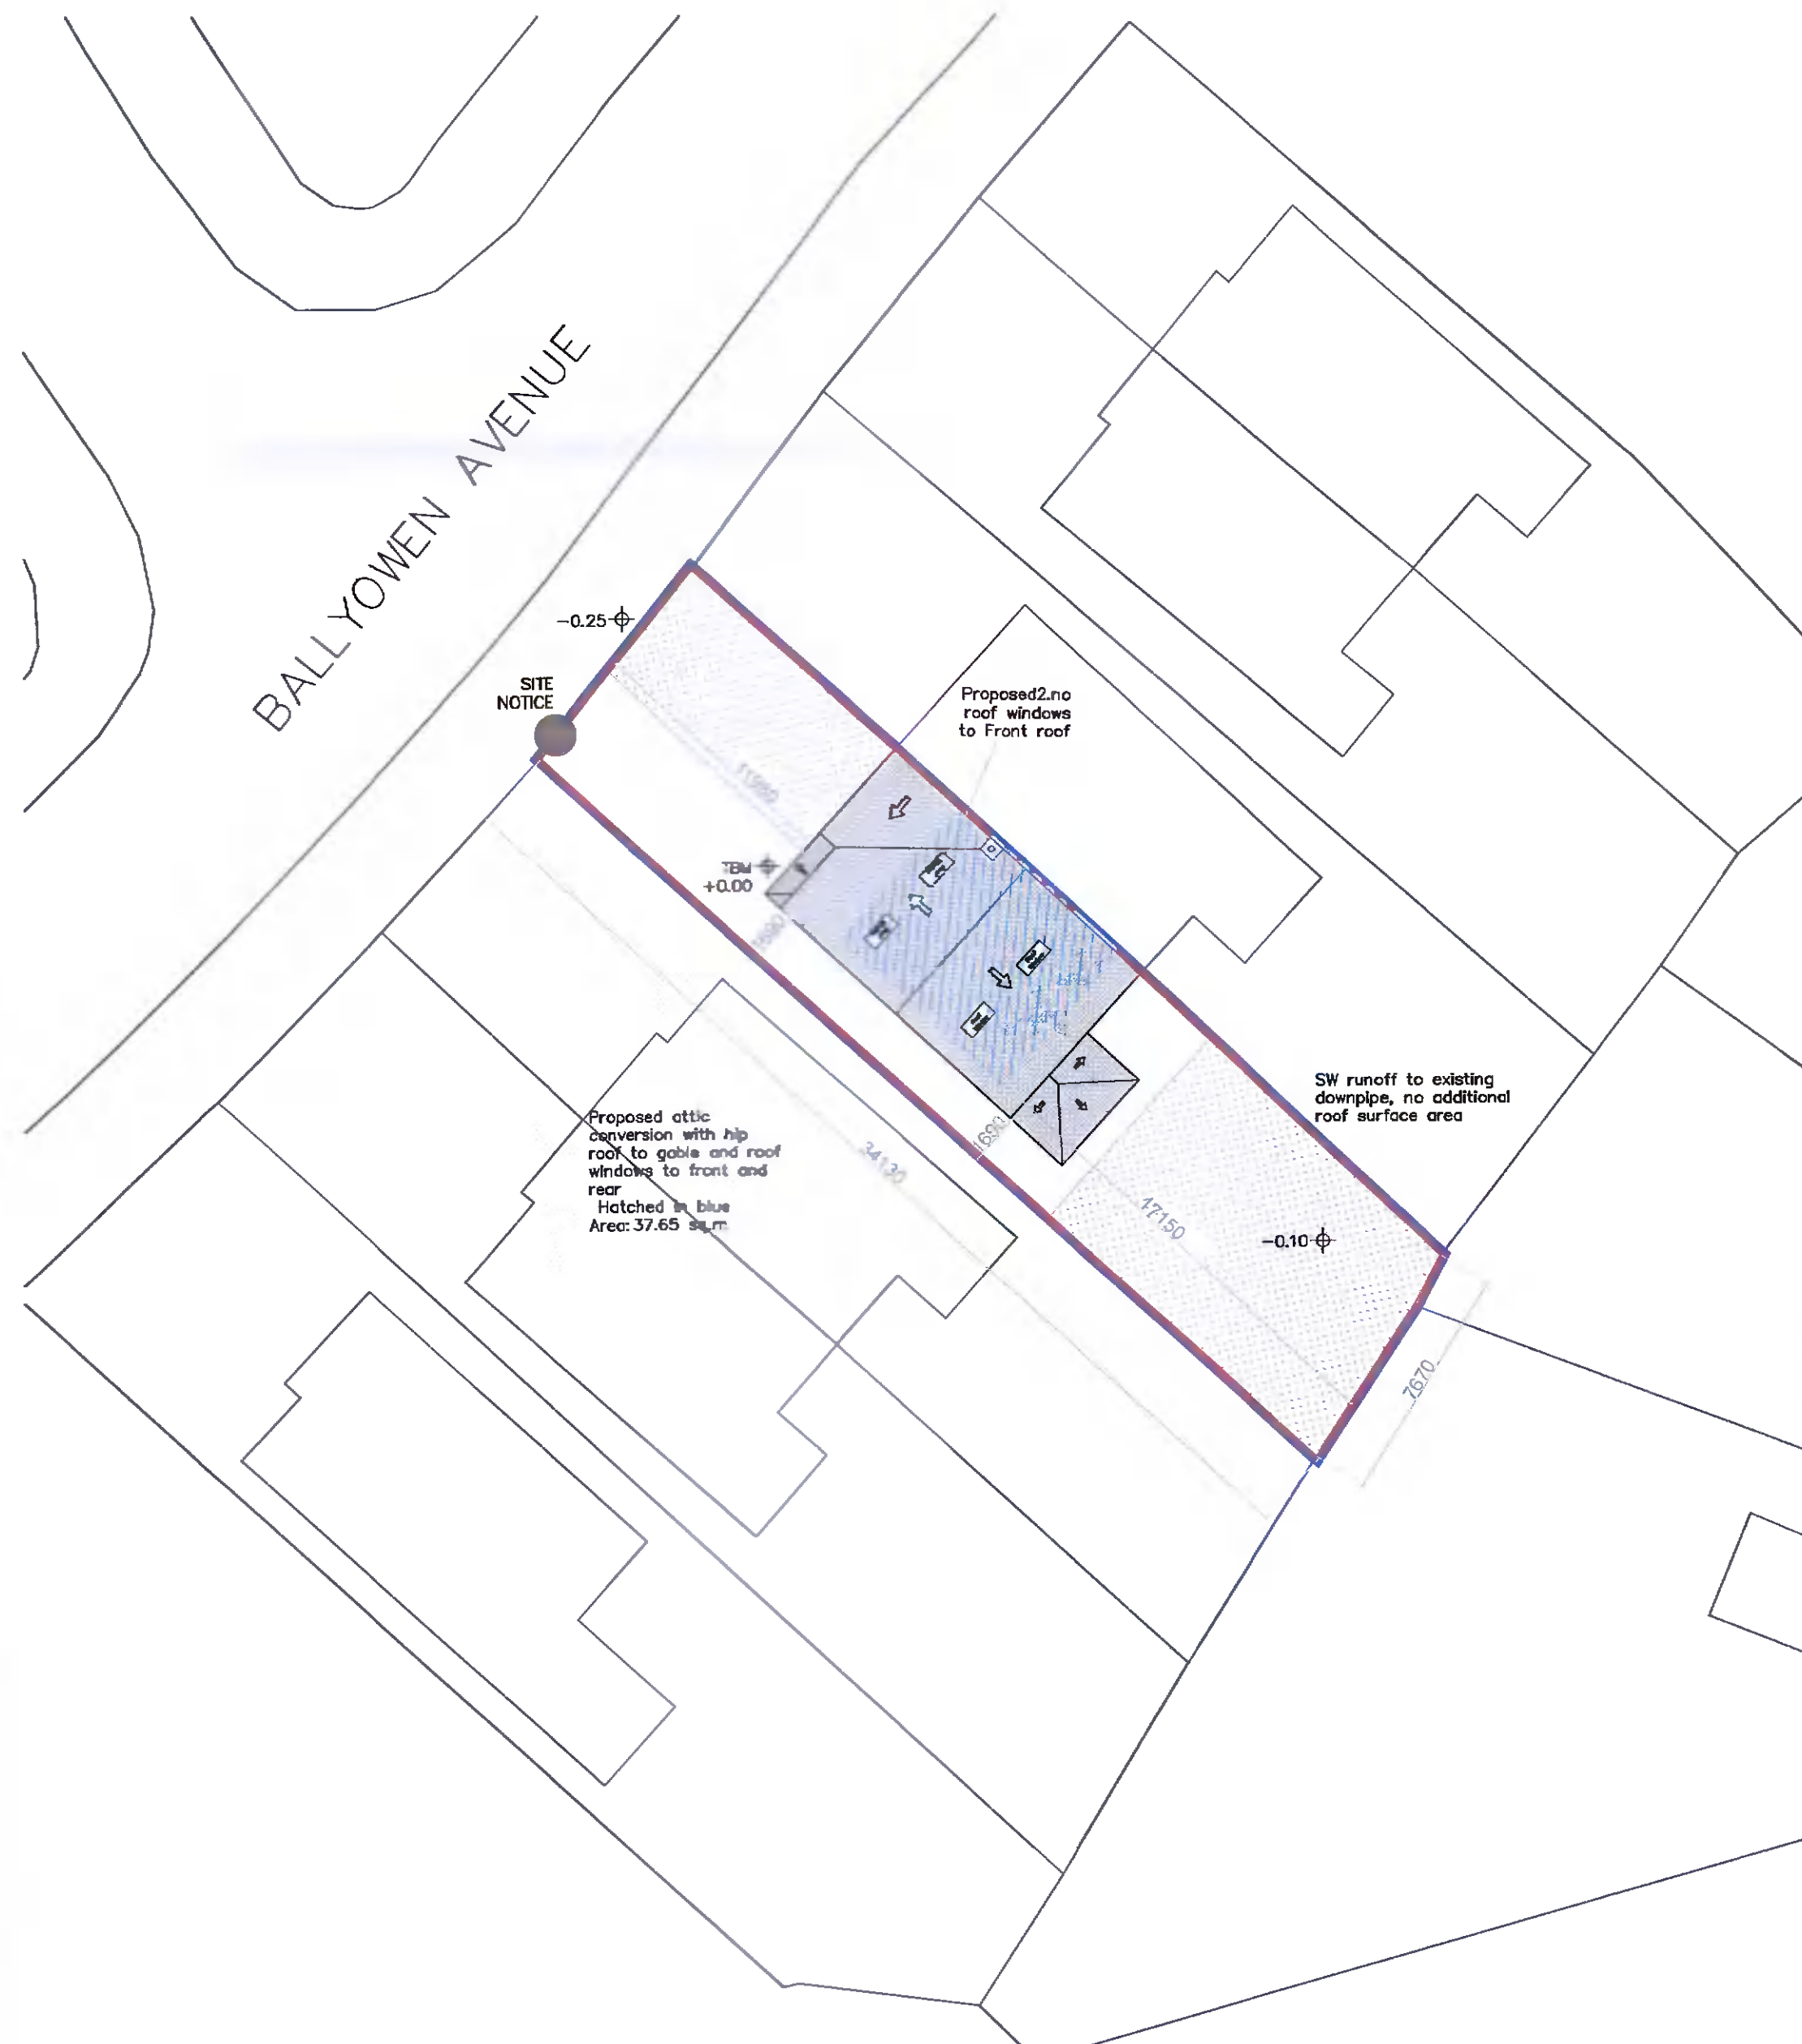 BALLYOWEN AVENUE
-0.25
SITE
NOTICE
Proposed2.no
roof windows
to Front roof
TBM
+0.00
1690
SW runoff to existing
downpipe, no additional
roof surface area
Proposed attic
conversion with hip
roof to gable and roof
windows to front and
rear
Hatched in blue
Area: 37.65 sq.m
34130
1690
17150
-0.10
7670